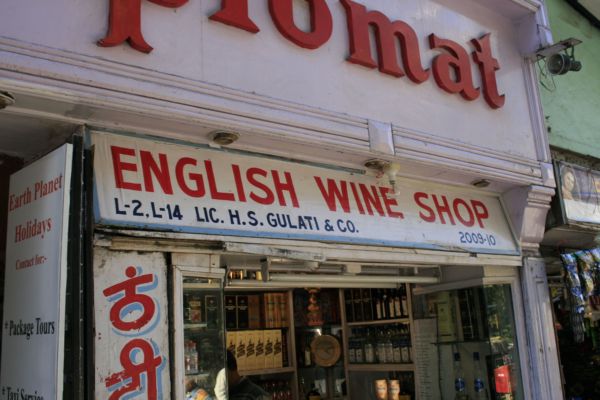 plomat
ENGLISH WINE SHOP
L-2, L-14 LIC. H.S. GULATI & CO. 2009-10
Earth Planet
Holidays
Contact for:-
* Package Tours
* Taxi Service
ठं
डी